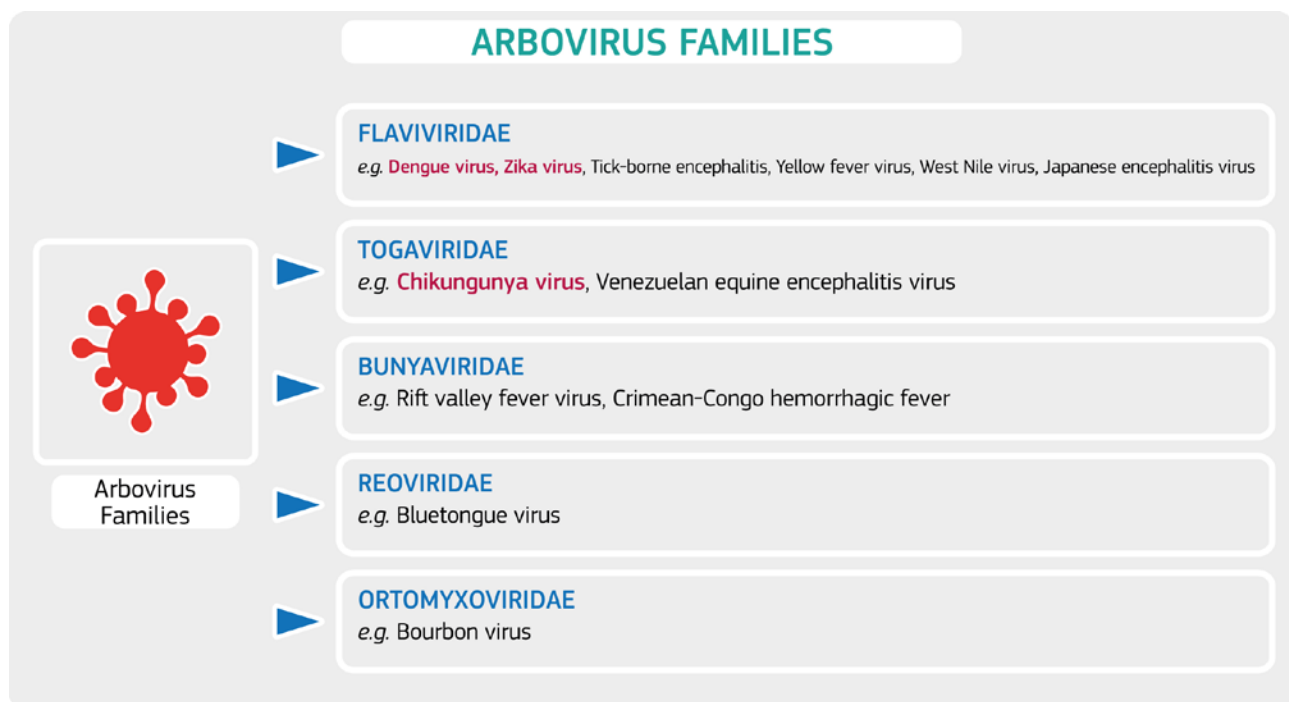 ARBOVIRUS FAMILIES
FLAVIVIRIDAE
e.g. Dengue virus, Zika virus, Tick-borne encephalitis, Yellow fever virus, West Nile virus, Japanese encephalitis virus
TOGAVIRIDAE
e.g. Chikungunya virus, Venezuelan equine encephalitis virus
BUNYAVIRIDAE
e.g. Rift valley fever virus, Crimean-Congo hemorrhagic fever
Arbovirus
Families
REOVIRIDAE
e.g. Bluetongue virus
ORTOMYXOVIRIDAE
e.g. Bourbon virus